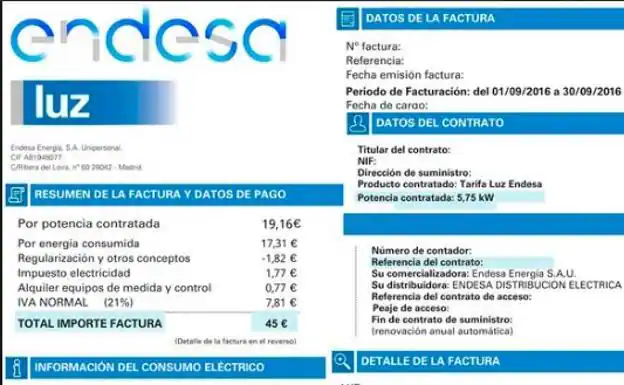 endesa
luz
Endesa Energía, S.A. Unipersonal.
CIF A81948077
C/Ribera del Loira, nº 60 28042 - Madrid
RESUMEN DE LA FACTURA Y DATOS DE PAGO
Por potencia contratada 19,16€
Por energía consumida 17,31 €
Regularización y otros conceptos -1,82 €
Impuesto electricidad 1,77 €
Alquiler equipos de medida y control 0,77 €
IVA NORMAL (21%) 7,81 €
TOTAL IMPORTE FACTURA 45 €
(Detalle de la factura en el reverso)
INFORMACIÓN DEL CONSUMO ELÉCTRICO
DATOS DE LA FACTURA
Nº factura:
Referencia:
Fecha emisión factura:
Periodo de Facturación: del 01/09/2016 a 30/09/2016
Fecha de cargo:
DATOS DEL CONTRATO
Titular del contrato:
NIF:
Dirección de suministro:
Producto contratado: Tarifa Luz Endesa
Potencia contratada: 5,75 kW
Número de contador:
Referencia del contrato:
Su comercializadora: Endesa Energía S.A.U.
Su distribuidora: ENDESA DISTRIBUCION ELECTRICA
Referencia del contrato de acceso:
Peaje de acceso:
Fin de contrato de suministro:
(renovación anual automática)
DETALLE DE LA FACTURA